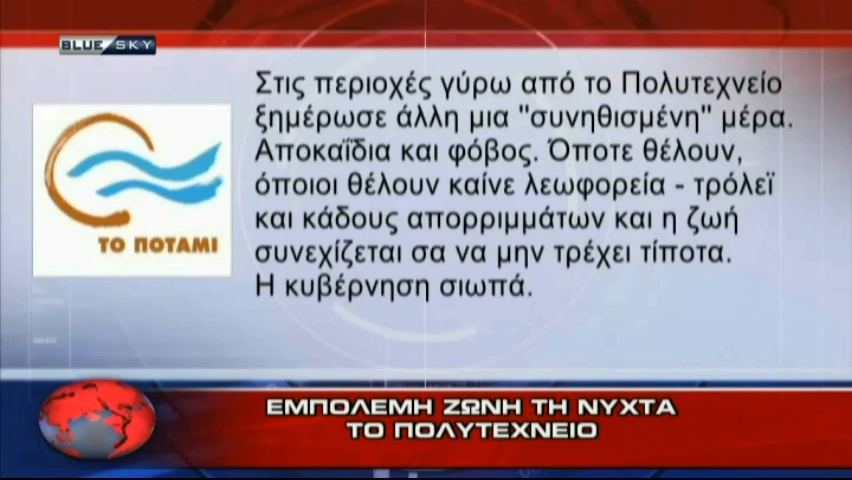 BLUE SKY
Στις περιοχές γύρω από το Πολυτεχνείο
ξημέρωσε άλλη μια "συνηθισμένη" μέρα.
Αποκαΐδια και φόβος. Όποτε θέλουν,
όποιοι θέλουν καίνε λεωφορεία - τρόλεϊ
και κάδους απορριμμάτων και η ζωή
συνεχίζεται σα να μην τρέχει τίποτα.
Η κυβέρνηση σιωπά.
ΤΟ ΠΟΤΑΜΙ
ΕΜΠΟΛΕΜΗ ΖΩΝΗ ΤΗ ΝΥΧΤΑ
ΤΟ ΠΟΛΥΤΕΧΝΕΙΟ